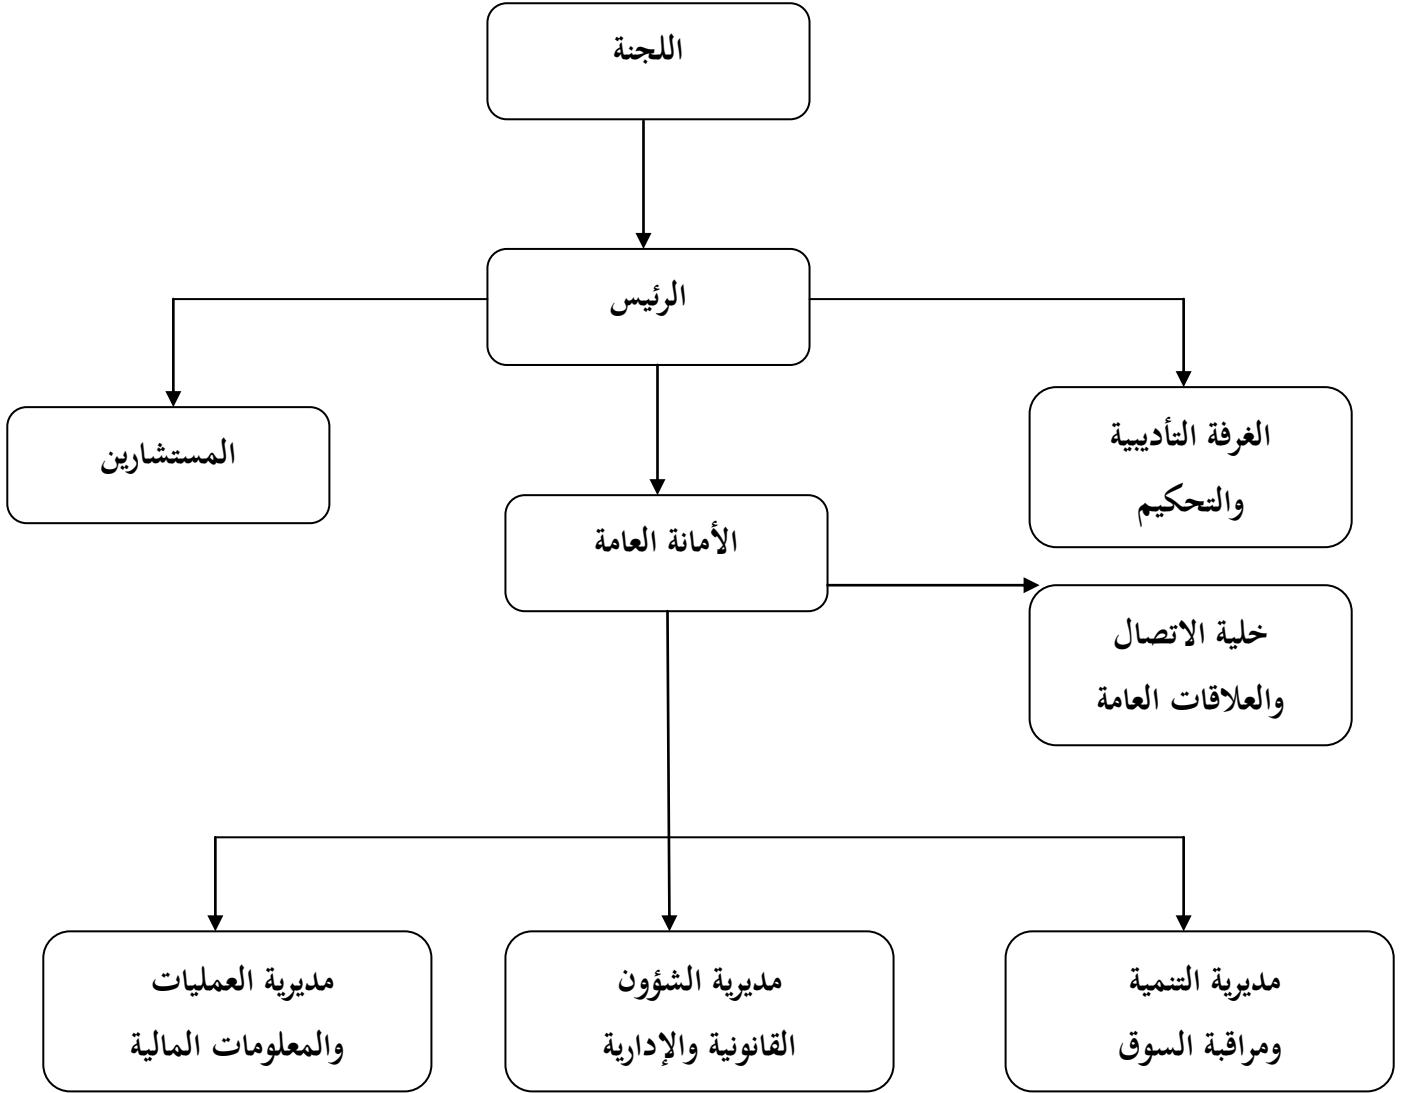 اللجنة
الرئيس
الغرفة التأديبية
والتحكيم
المستشارين
الأمانة العامة
خلية الاتصال
والعلاقات العامة
مديرية التنمية
ومراقبة السوق
مديرية الشؤون
القانونية والإدارية
مديرية العمليات
والمعلومات المالية